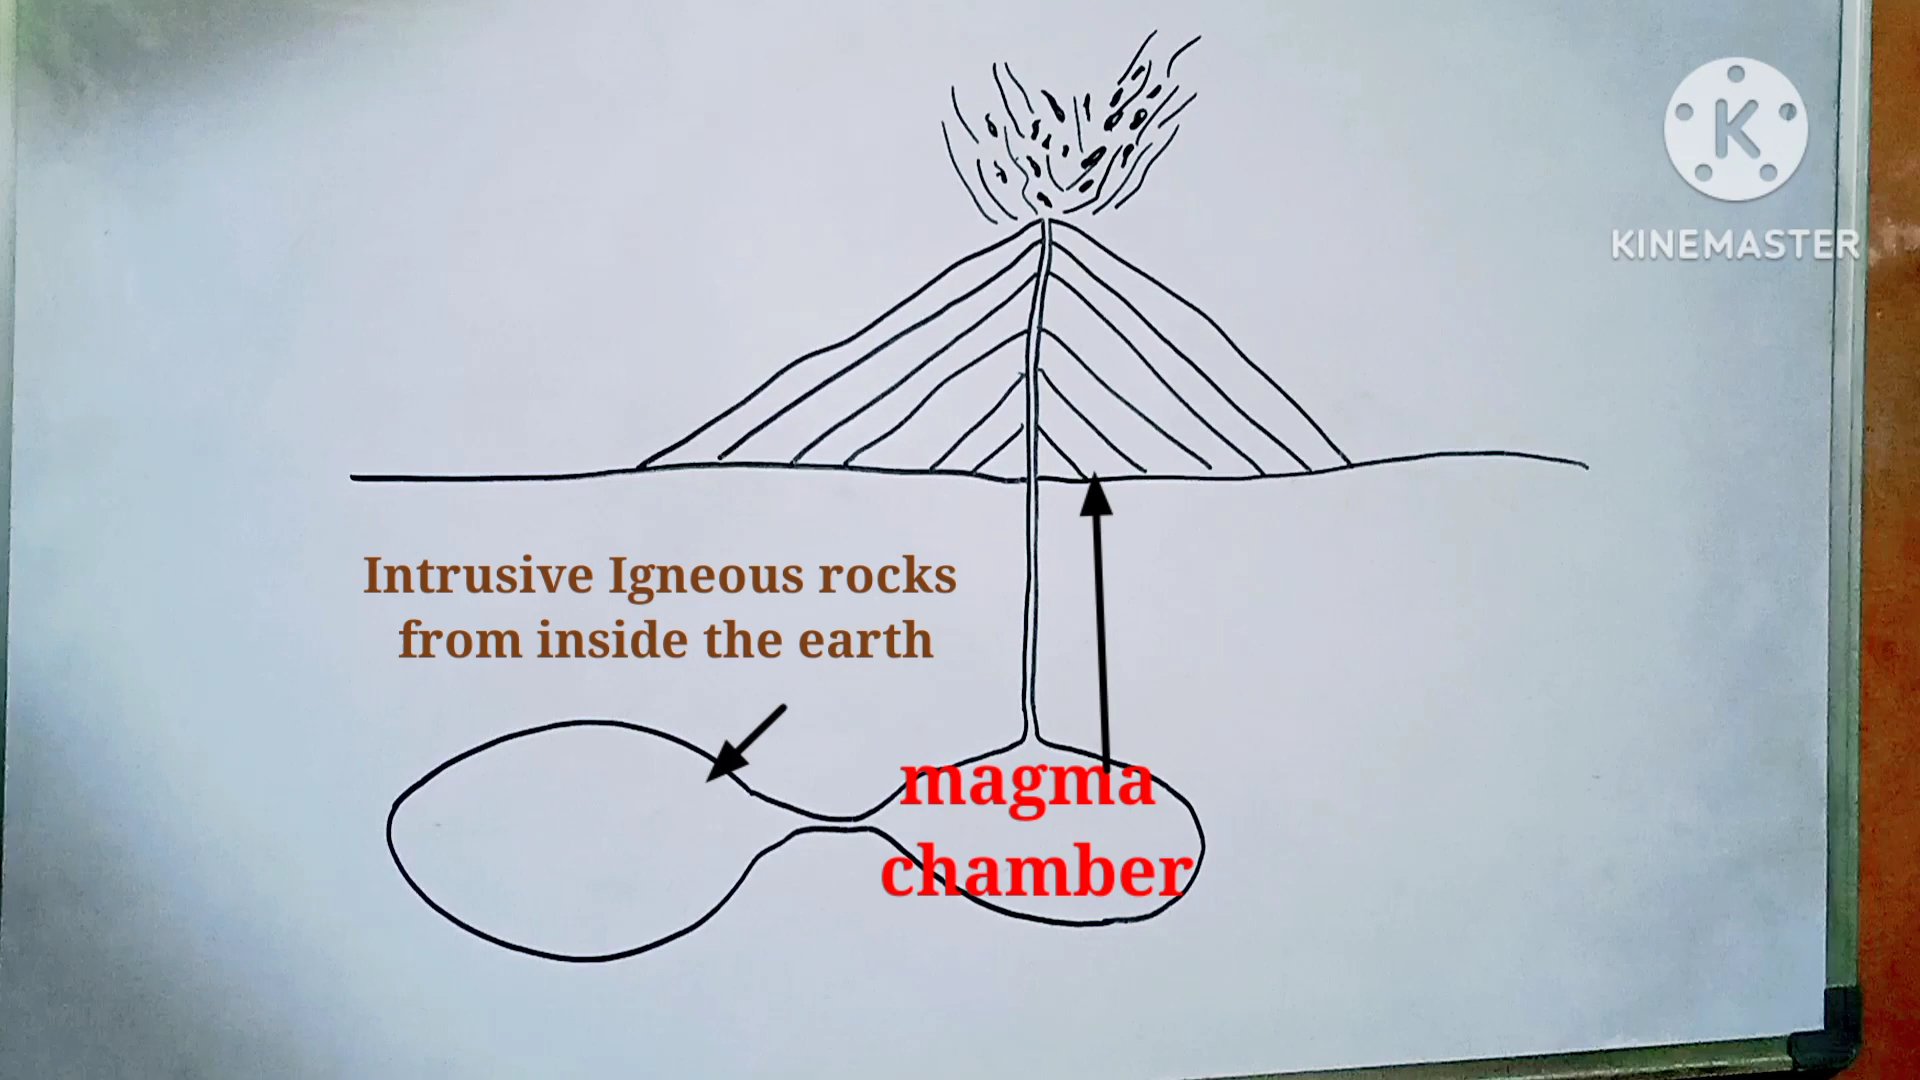 KINEMASTER
Intrusive Igneous rocks
from inside the earth
magma
chamber